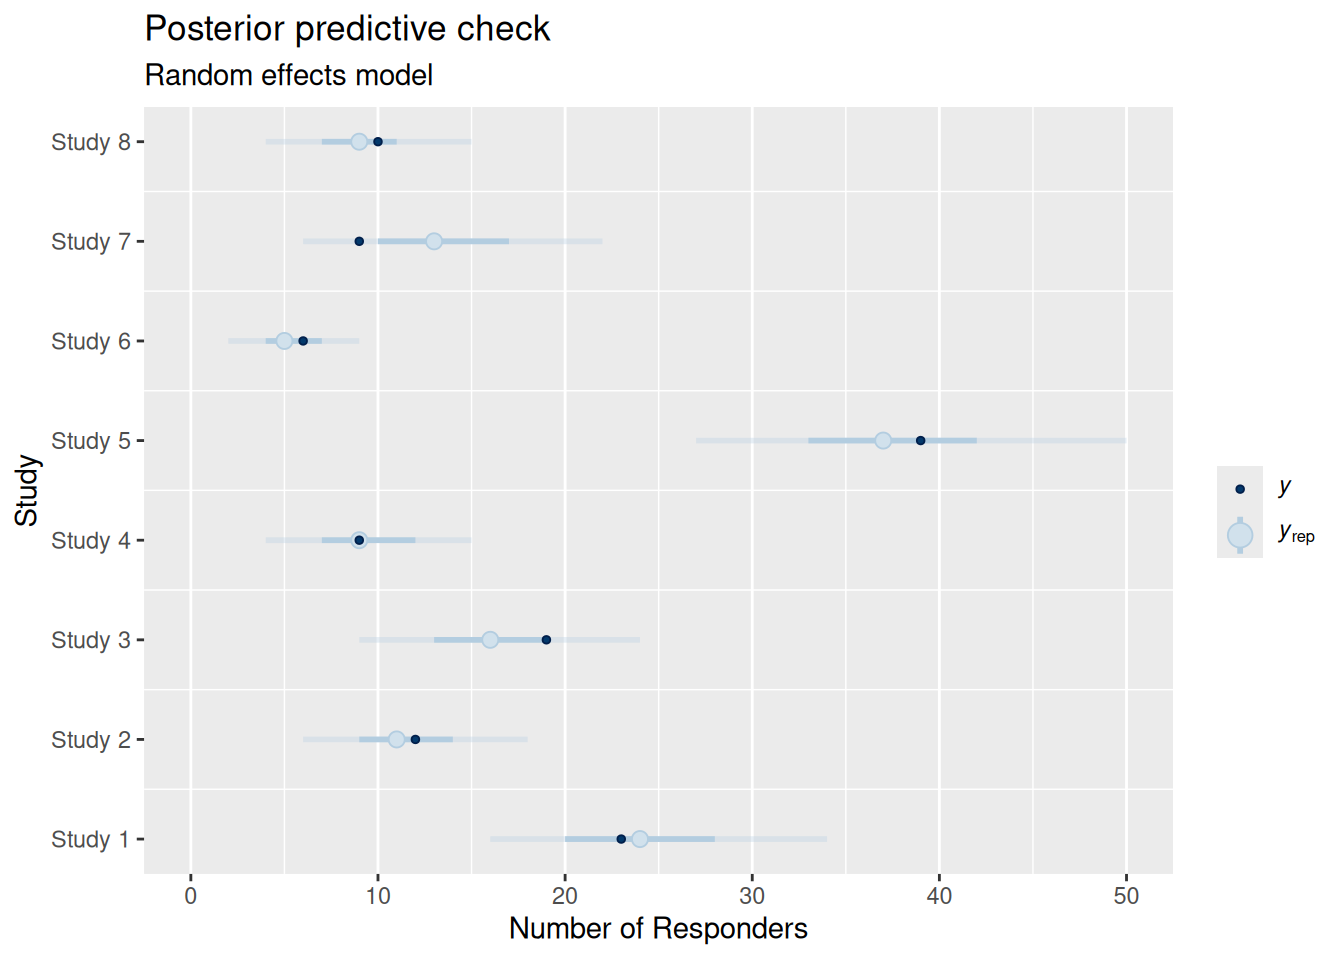 Posterior predictive check
Random effects model
Study 8
Study 7
Study 6
Study 5
Study 4
Study 3
Study 2
Study 1
Study
0 10 20 30 40 50
Number of Responders
y
yrep